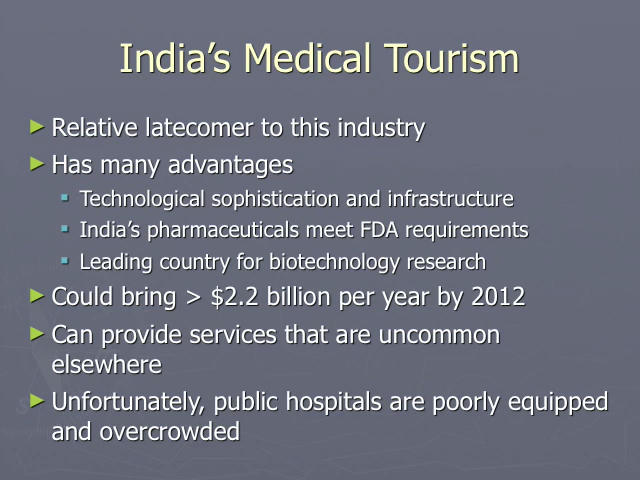 India's Medical Tourism
► Relative latecomer to this industry
► Has many advantages
▪ Technological sophistication and infrastructure
▪ India's pharmaceuticals meet FDA requirements
▪ Leading country for biotechnology research
► Could bring > $2.2 billion per year by 2012
► Can provide services that are uncommon
elsewhere
► Unfortunately, public hospitals are poorly equipped
and overcrowded